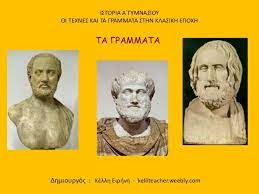 ΙΣΤΟΡΙΑ Α΄ΓΥΜΝΑΣΙΟΥ
ΟΙ ΤΕΧΝΕΣ ΚΑΙ ΤΑ ΓΡΑΜΜΑΤΑ ΣΤΗΝ ΚΛΑΣΙΚΗ ΕΠΟΧΗ
ΤΑ ΓΡΑΜΜΑΤΑ
Δημιουργός : Κέλλη Ειρήνη - kelliteacher.weebly.com